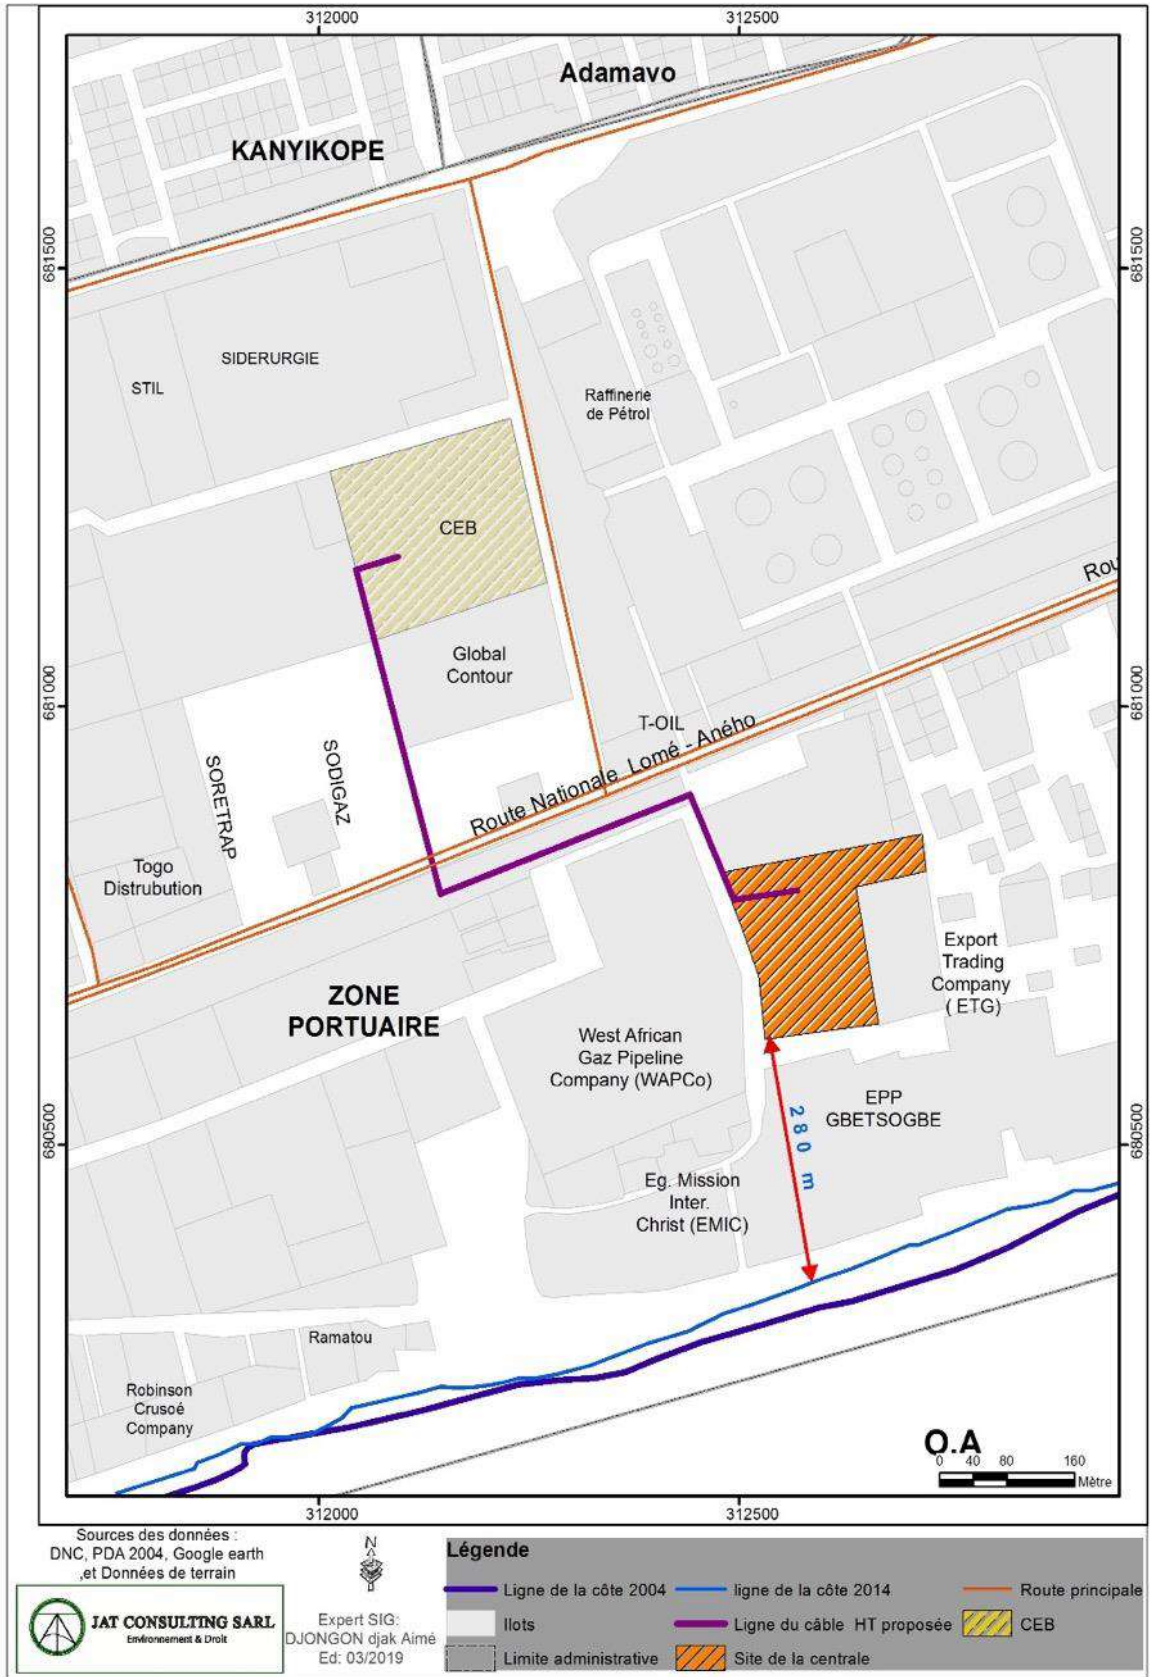 312000
312500
Adamavo
KANYIKOPE
681500
681500
SIDERURGIE
STIL
Raffinerie
de Pétrol
CEB
Rou
Global
Contour
681000
681000
T-OIL
Route Nationale Lomé - Aného
SORETRAP
SODIGAZ
Togo
Distrubution
Export
Trading
Company
( ETG)
ZONE
PORTUAIRE
West African
Gaz Pipeline
Company (WAPCo)
EPP
GBETSOGBE
280 m
680500
680500
Eg. Mission
Inter.
Christ (EMIC)
Ramatou
Robinson
Crusoé
Company
O.A
0 40 80 160
Mètre
312000
312500
Sources des données :
DNC, PDA 2004, Google earth
,et Données de terrain
JAT CONSULTING SARL
Environnement & Droit
N
Expert SIG:
DJONGON djak Aimé
Ed: 03/2019
Légende
Ligne de la côte 2004
ligne de la côte 2014
Route principale
Ilots
Ligne du câble HT proposée
CEB
Limite administrative
Site de la centrale